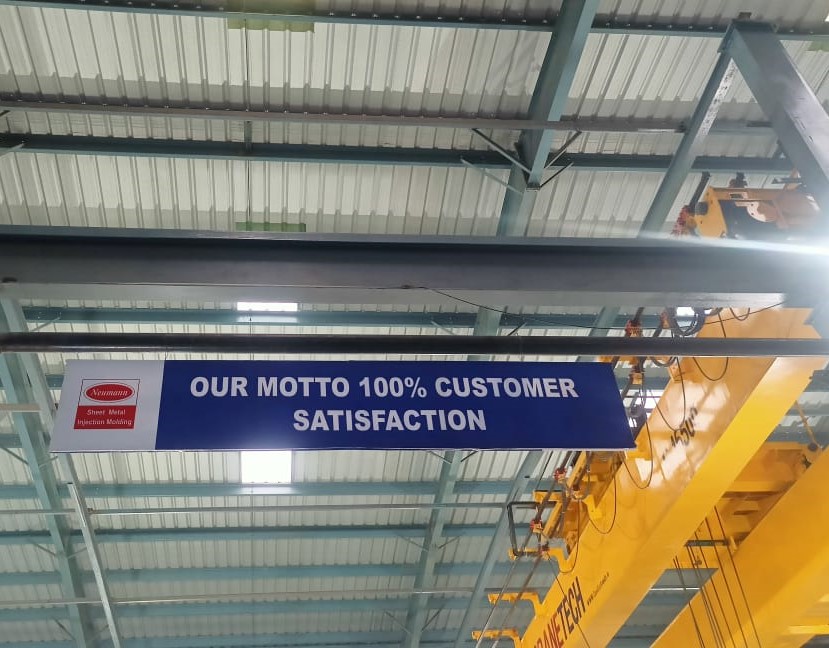 Neumann
Sheet Metal
Injection Molding
OUR MOTTO 100% CUSTOMER
SATISFACTION